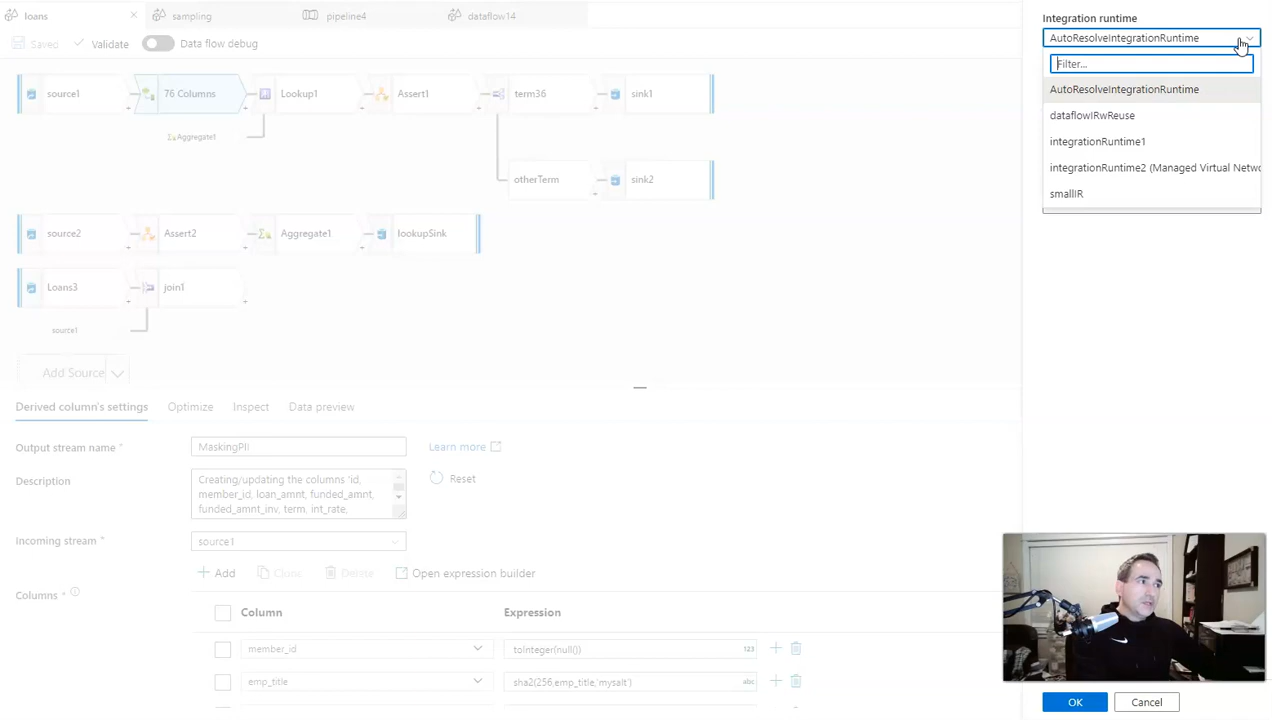 loans
sampling
pipeline4
dataflow14
Saved
Validate
Data flow debug
source1
76 Columns
Lookup1
Assert1
term36
sink1
Aggregate1
otherTerm
sink2
source2
Assert2
Aggregate1
lookupSink
Loans3
join1
source1
Add Source
Derived column's settings
Optimize
Inspect
Data preview
Output stream name *
MaskingPII
Learn more
Description
Creating/updating the columns 'id,
member_id, loan_amnt, funded_amnt,
funded_amnt_inv, term, int_rate,
Reset
Incoming stream *
source1
Add
Clone
Delete
Open expression builder
Columns *
Column
Expression
member_id
toInteger(null())
123
emp_title
sha2(256,emp_title,'mysalt')
abc
Integration runtime
AutoResolveIntegrationRuntime
Filter...
AutoResolveIntegrationRuntime
dataflowIRwReuse
integrationRuntime1
integrationRuntime2 (Managed Virtual Netwo
smallIR
OK
Cancel